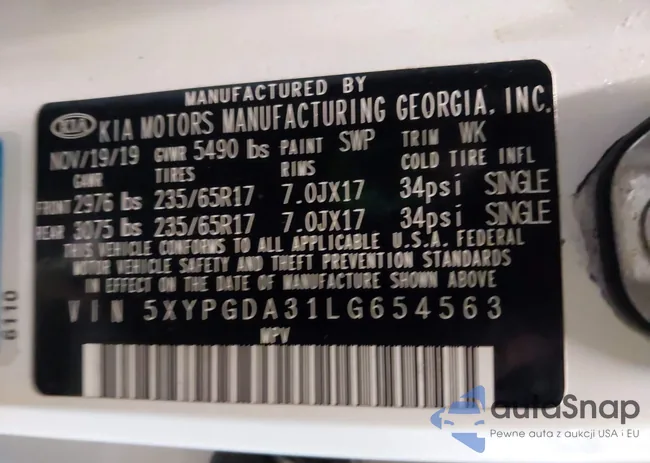 MANUFACTURED BY
KIA KIA MOTORS MANUFACTURING GEORGIA, INC.
NOV/19/19 GVWR 5490 lbs PAINT SWP TRIM WK
GAWR TIRES RIMS COLD TIRE INFL
FRONT 2976 lbs 235/65R17 7.0JX17 34psi SINGLE
REAR 3075 lbs 235/65R17 7.0JX17 34psi SINGLE
THIS VEHICLE CONFORMS TO ALL APPLICABLE U.S.A. FEDERAL
MOTOR VEHICLE SAFETY AND THEFT PREVENTION STANDARDS
IN EFFECT ON THE DATE OF MANUFACTURE SHOWN ABOVE
VIN 5XYPGDA31LG654563
MPV
6110
autaSnap
Pewne auta z aukcji USA i EU